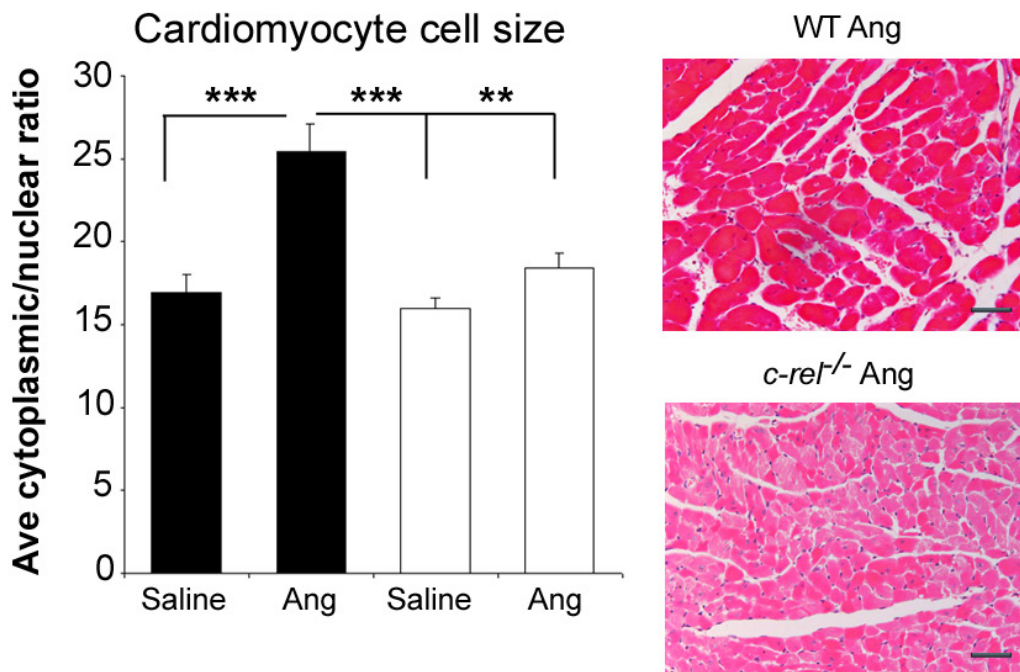 Cardiomyocyte cell size
Ave cytoplasmic/nuclear ratio
30
25
20
15
10
5
0
*** *** **
Saline Ang Saline Ang
WT Ang
c-rel-/- Ang